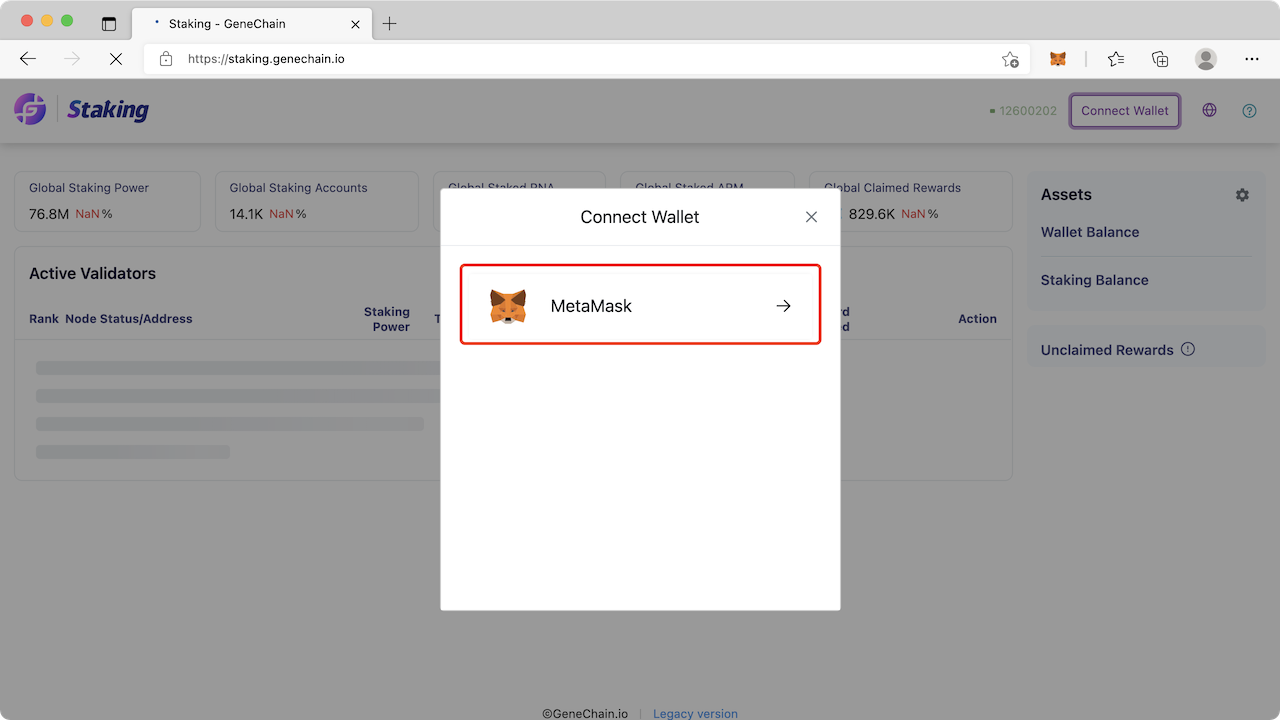 Staking - GeneChain
https://staking.genechain.io
Staking
12600202
Connect Wallet
Global Staking Power
76.8M NaN %
Global Staking Accounts
14.1K NaN %
Global Staked RNA
Global Staked ARM
Global Claimed Rewards
829.6K NaN %
Assets
Wallet Balance
Staking Balance
Unclaimed Rewards
Connect Wallet
MetaMask
Active Validators
Rank Node Status/Address
Staking
Power
Action
©GeneChain.io | Legacy version